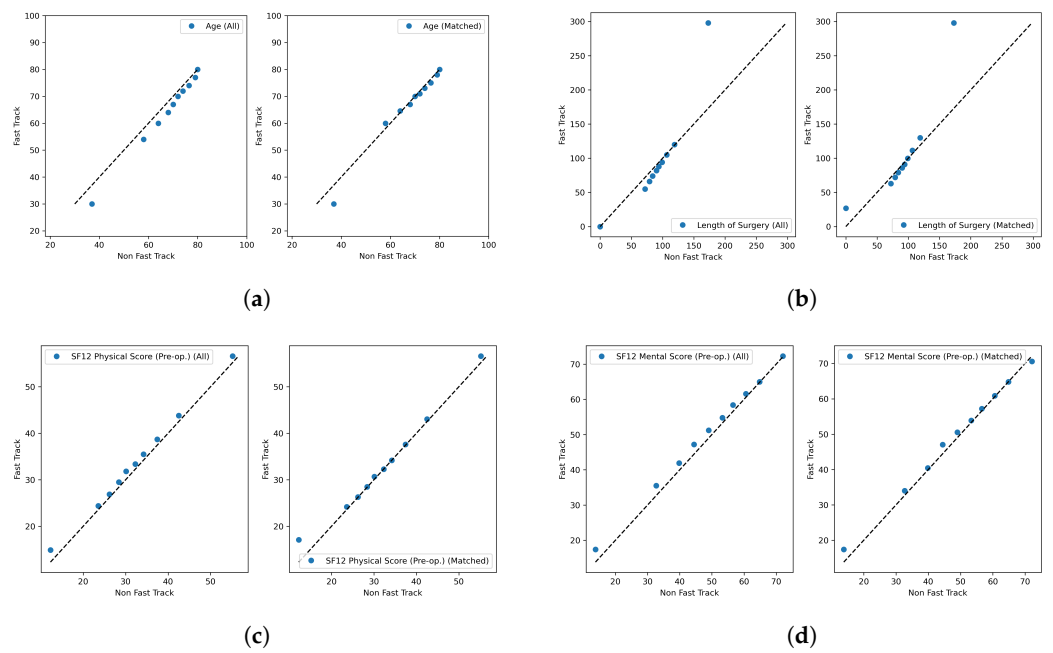 Age (All)
Fast Track
100
90
80
70
60
50
40
30
20
20 40 60 80 100
Non Fast Track
Age (Matched)
Fast Track
100
90
80
70
60
50
40
30
20
20 40 60 80 100
Non Fast Track
(a)
Fast Track
300
250
200
150
100
50
0
Length of Surgery (All)
0 50 100 150 200 250 300
Non Fast Track
Fast Track
300
250
200
150
100
50
0
Length of Surgery (Matched)
0 50 100 150 200 250 300
Non Fast Track
(b)
SF12 Physical Score (Pre-op.) (All)
Fast Track
50
40
30
20
20 30 40 50
Non Fast Track
Fast Track
50
40
30
20
SF12 Physical Score (Pre-op.) (Matched)
20 30 40 50
Non Fast Track
(c)
SF12 Mental Score (Pre-op.) (All)
Fast Track
70
60
50
40
30
20
20 30 40 50 60 70
Non Fast Track
SF12 Mental Score (Pre-op.) (Matched)
Fast Track
70
60
50
40
30
20
20 30 40 50 60 70
Non Fast Track
(d)